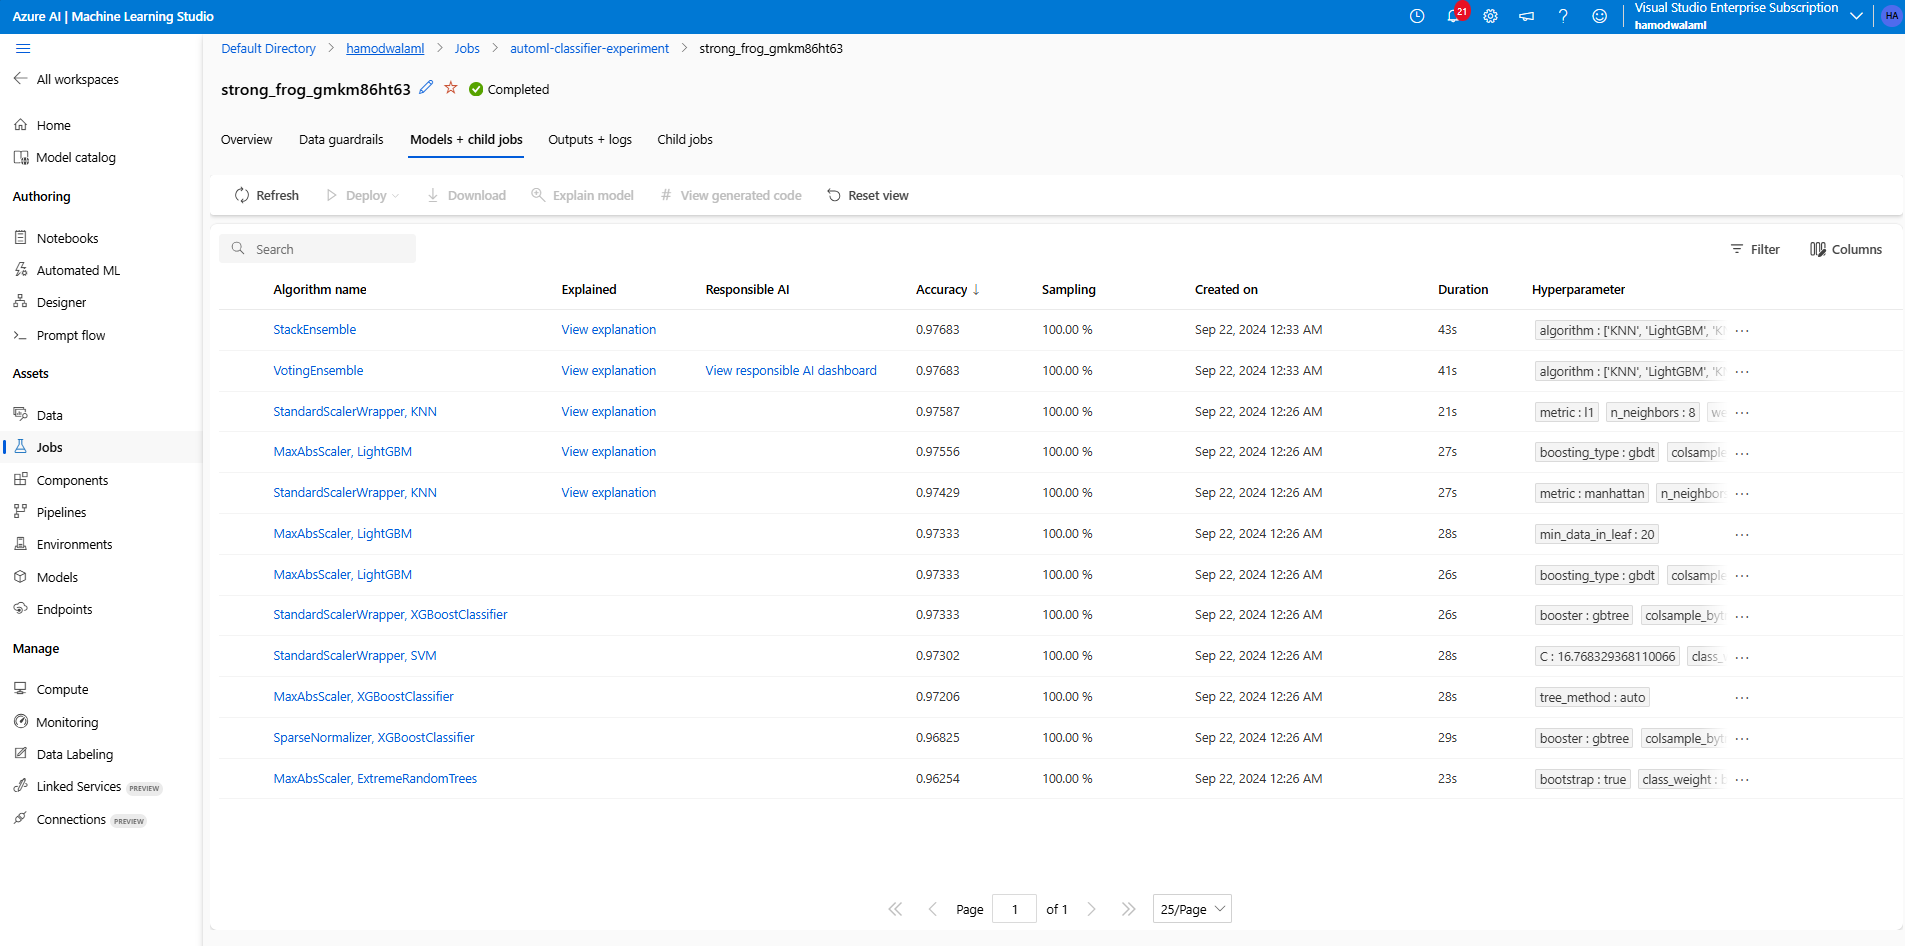 Azure AI | Machine Learning Studio
21
Visual Studio Enterprise Subscription
hamodwalaml
HA
All workspaces
Home
Model catalog
Authoring
Notebooks
Automated ML
Designer
Prompt flow
Assets
Data
Jobs
Components
Pipelines
Environments
Models
Endpoints
Manage
Compute
Monitoring
Data Labeling
Linked Services PREVIEW
Connections PREVIEW
Default Directory > hamodwalaml > Jobs > automl-classifier-experiment > strong_frog_gmkm86ht63
strong_frog_gmkm86ht63 Completed
Overview Data guardrails Models + child jobs Outputs + logs Child jobs
Refresh Deploy Download Explain model # View generated code Reset view
Search Filter Columns
Algorithm name Explained Responsible AI Accuracy ↓ Sampling Created on Duration Hyperparameter
StackEnsemble View explanation 0.97683 100.00 % Sep 22, 2024 12:33 AM 43s algorithm : ['KNN', 'LightGBM', 'KN ...
VotingEnsemble View explanation View responsible AI dashboard 0.97683 100.00 % Sep 22, 2024 12:33 AM 41s algorithm : ['KNN', 'LightGBM', 'KN ...
StandardScalerWrapper, KNN View explanation 0.97587 100.00 % Sep 22, 2024 12:26 AM 21s metric : l1 n_neighbors : 8 we ...
MaxAbsScaler, LightGBM View explanation 0.97556 100.00 % Sep 22, 2024 12:26 AM 27s boosting_type : gbdt colsample ...
StandardScalerWrapper, KNN View explanation 0.97429 100.00 % Sep 22, 2024 12:26 AM 27s metric : manhattan n_neighbors ...
MaxAbsScaler, LightGBM 0.97333 100.00 % Sep 22, 2024 12:26 AM 28s min_data_in_leaf : 20 ...
MaxAbsScaler, LightGBM 0.97333 100.00 % Sep 22, 2024 12:26 AM 26s boosting_type : gbdt colsample ...
StandardScalerWrapper, XGBoostClassifier 0.97333 100.00 % Sep 22, 2024 12:26 AM 26s booster : gbtree colsample_bytr ...
StandardScalerWrapper, SVM 0.97302 100.00 % Sep 22, 2024 12:26 AM 28s C : 16.768329368110066 class_ ...
MaxAbsScaler, XGBoostClassifier 0.97206 100.00 % Sep 22, 2024 12:26 AM 28s tree_method : auto ...
SparseNormalizer, XGBoostClassifier 0.96825 100.00 % Sep 22, 2024 12:26 AM 29s booster : gbtree colsample_bytr ...
MaxAbsScaler, ExtremeRandomTrees 0.96254 100.00 % Sep 22, 2024 12:26 AM 23s bootstrap : true class_weight : b ...
Page 1 of 1 25/Page